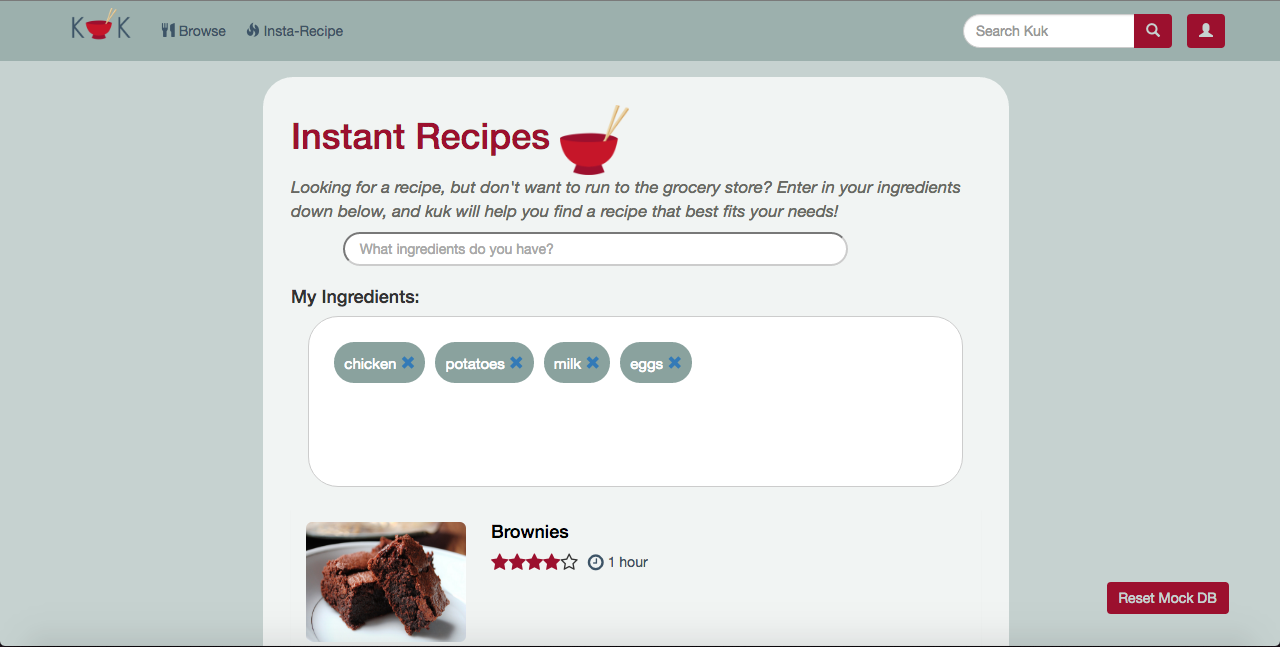 K K
Browse
Insta-Recipe
Search Kuk
Instant Recipes
Looking for a recipe, but don't want to run to the grocery store? Enter in your ingredients
down below, and kuk will help you find a recipe that best fits your needs!
What ingredients do you have?
My Ingredients:
chicken
potatoes
milk
eggs
Brownies
1 hour
Reset Mock DB